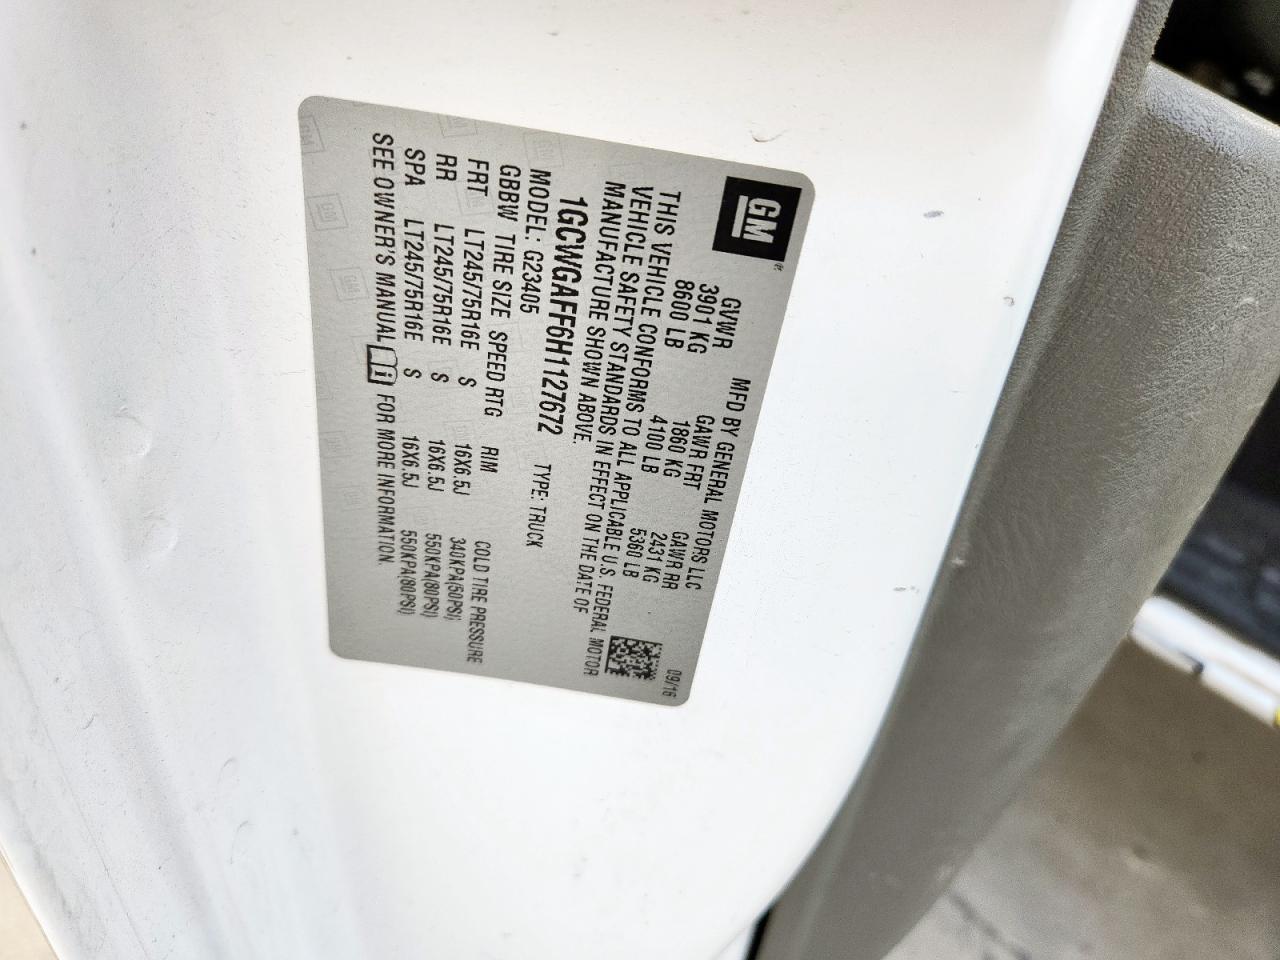 GM
MFD BY GENERAL MOTORS LLC 09/16
GVWR GAWR FRT GAWR RR
3901 KG 1860 KG 2431 KG
8600 LB 4100 LB 5360 LB
THIS VEHICLE CONFORMS TO ALL APPLICABLE U.S. FEDERAL MOTOR
VEHICLE SAFETY STANDARDS IN EFFECT ON THE DATE OF
MANUFACTURE SHOWN ABOVE.
1GCWGAFF6H1127672
MODEL: G23405 TYPE: TRUCK
GBBW TIRE SIZE SPEED RTG RIM COLD TIRE PRESSURE
FRT LT245/75R16E S 16X6.5J 340KPA(50PSI)
RR LT245/75R16E S 16X6.5J 550KPA(80PSI)
SPA LT245/75R16E S 16X6.5J 550KPA(80PSI)
SEE OWNER'S MANUAL i FOR MORE INFORMATION.